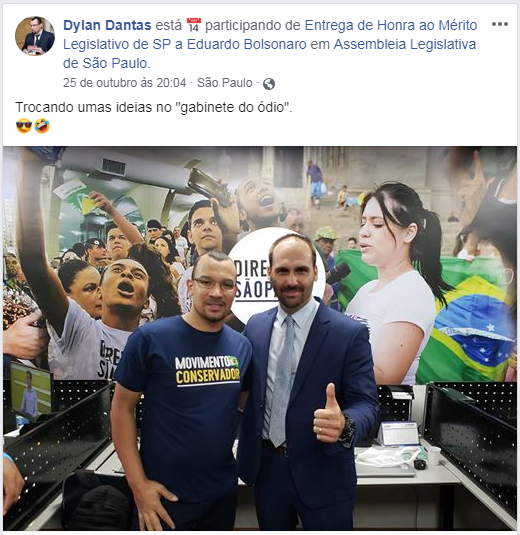 Dylan Dantas está 📅 participando de Entrega de Honra ao Mérito
Legislativo de SP a Eduardo Bolsonaro em Assembleia Legislativa
de São Paulo.
25 de outubro às 20:04 · São Paulo ·
Trocando umas ideias no "gabinete do ódio".
😎🤣
DIRE
SÃOP
MOVIMENTO
CONSERVADOR